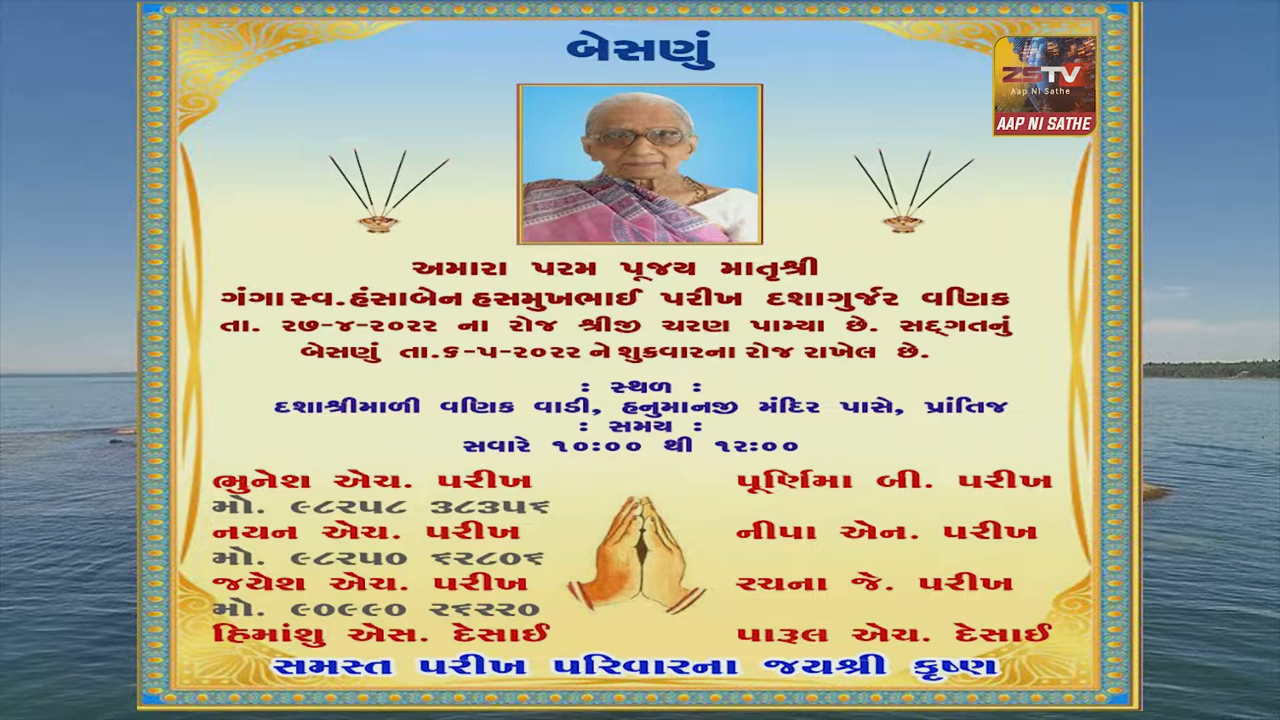 બેસણું
ZSTV
Aap Ni Sathe
AAP NI SATHE
અમારા પરમ પૂજય માતૃશ્રી
ગંગાસ્વ.હંસાબેન હસમુખભાઈ પરીખ દશાગુર્જર વણિક
તા. ૨૭-૪-૨૦૨૨ ના રોજ શ્રીજી ચરણ પામ્યા છે. સદ્ગતનું
બેસણું તા.૬-૫-૨૦૨૨ ને શુક્રવારના રોજ રાખેલ છે.
: સ્થળ :
દશાશ્રીમાળી વણિક વાડી, હનુમાનજી મંદિર પાસે, પ્રાંતિજ
: સમય :
સવારે ૧૦:૦૦ થી ૧૨:૦૦
ભુનેશ એચ. પરીખ
મો. ૯૮૨૫૮ ૩૮૩૫૬
નયન એચ. પરીખ
મો. ૯૮૨૫૦ ૬૨૮૦૬
જયેશ એચ. પરીખ
મો. ૯૦૯૯૦ ૨૬૨૨૦
હિમાંશુ એસ. દેસાઈ
પૂર્ણિમા બી. પરીખ
નીપા એન. પરીખ
રચના જે. પરીખ
પારૂલ એચ. દેસાઈ
સમસ્ત પરીખ પરિવારના જયશ્રી કૃષ્ણ